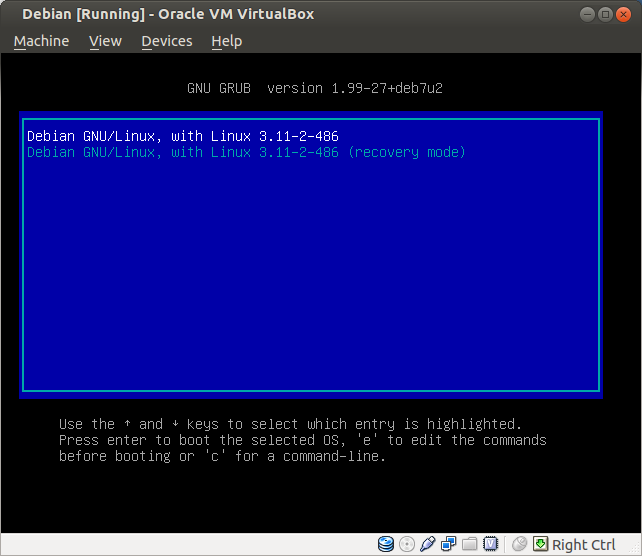 Debian [Running] - Oracle VM VirtualBox
Machine View Devices Help
GNU GRUB version 1.99-27+deb7u2
Debian GNU/Linux, with Linux 3.11-2-486
Debian GNU/Linux, with Linux 3.11-2-486 (recovery mode)
Use the ↑ and ↓ keys to select which entry is highlighted.
Press enter to boot the selected OS, 'e' to edit the commands
before booting or 'c' for a command-line.
Right Ctrl